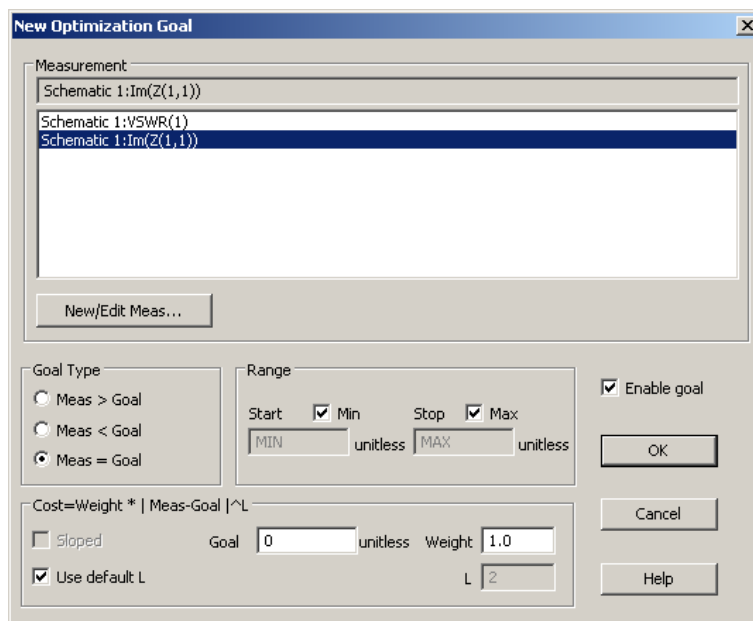 New Optimization Goal
Measurement
Schematic 1:Im(Z(1,1))
Schematic 1:VSWR(1)
Schematic 1:Im(Z(1,1))
New/Edit Meas...
Goal Type
Meas > Goal
Meas < Goal
Meas = Goal
Range
Start Min Stop Max
MIN unitless MAX unitless
Enable goal
OK
Cancel
Help
Cost=Weight * | Meas-Goal |^L
Sloped Goal 0 unitless Weight 1.0
Use default L L 2